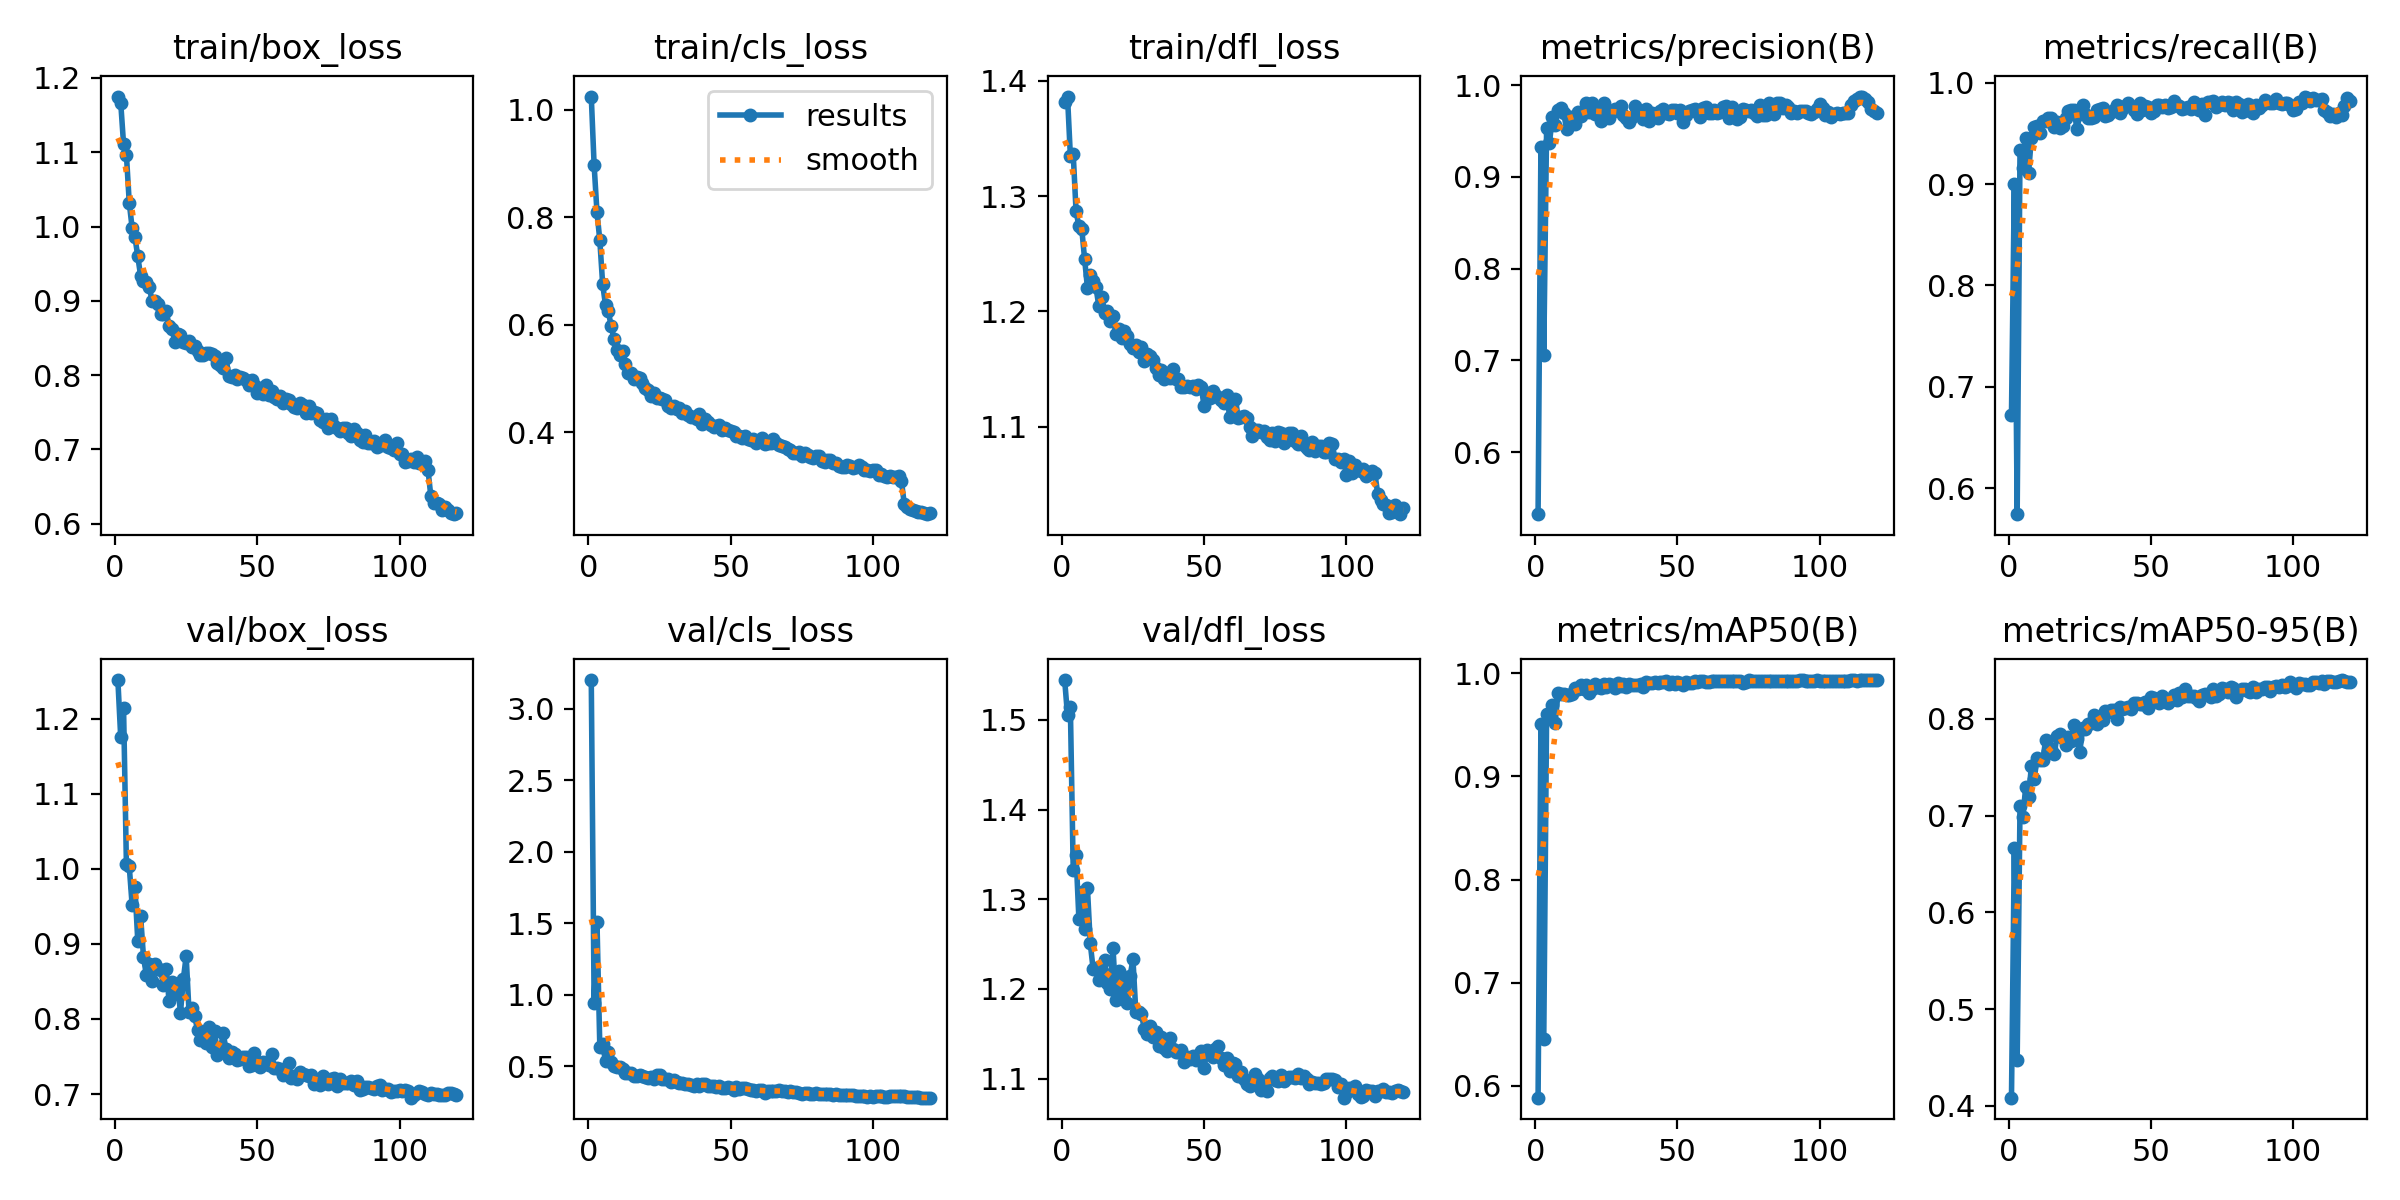 train/box_loss
1.2
1.1
1.0
0.9
0.8
0.7
0.6
0 50 100
train/cls_loss
results
smooth
1.0
0.8
0.6
0.4
0 50 100
train/dfl_loss
1.4
1.3
1.2
1.1
0 50 100
metrics/precision(B)
1.0
0.9
0.8
0.7
0.6
0 50 100
metrics/recall(B)
1.0
0.9
0.8
0.7
0.6
0 50 100
val/box_loss
1.2
1.1
1.0
0.9
0.8
0.7
0 50 100
val/cls_loss
3.0
2.5
2.0
1.5
1.0
0.5
0 50 100
val/dfl_loss
1.5
1.4
1.3
1.2
1.1
0 50 100
metrics/mAP50(B)
1.0
0.9
0.8
0.7
0.6
0 50 100
metrics/mAP50-95(B)
0.8
0.7
0.6
0.5
0.4
0 50 100